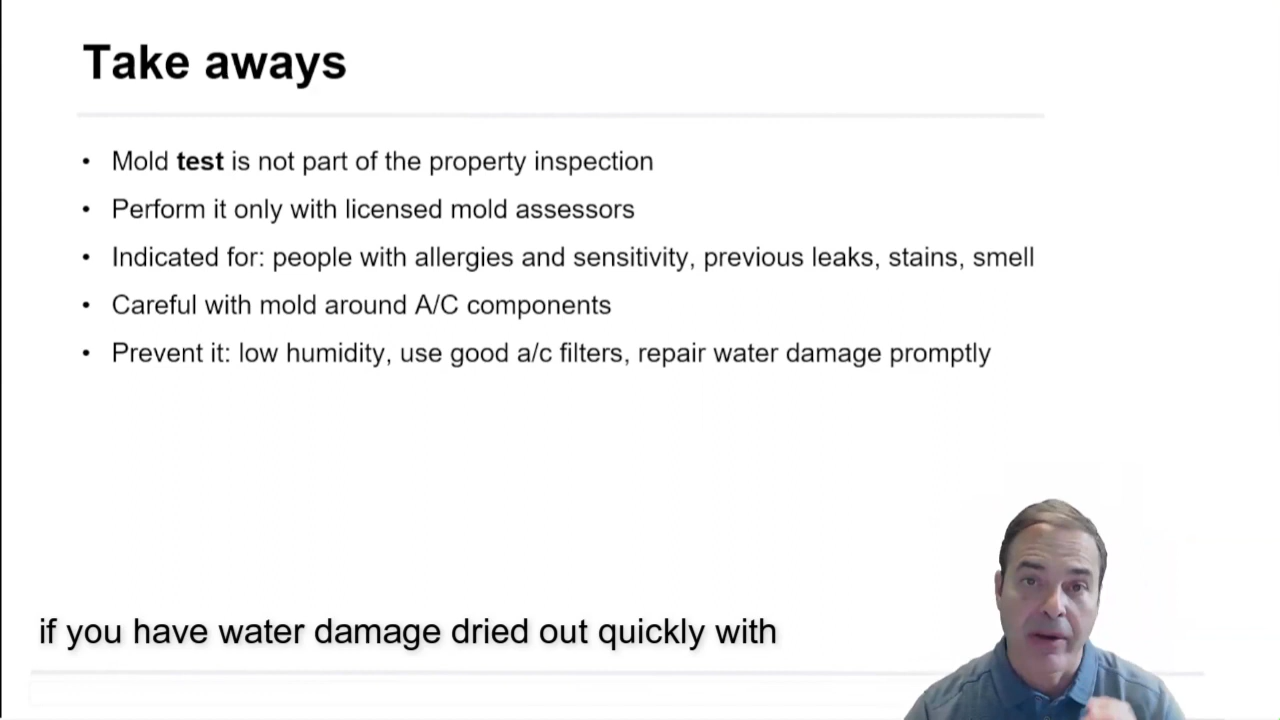 Take aways
• Mold test is not part of the property inspection
• Perform it only with licensed mold assessors
• Indicated for: people with allergies and sensitivity, previous leaks, stains, smell
• Careful with mold around A/C components
• Prevent it: low humidity, use good a/c filters, repair water damage promptly
if you have water damage dried out quickly with